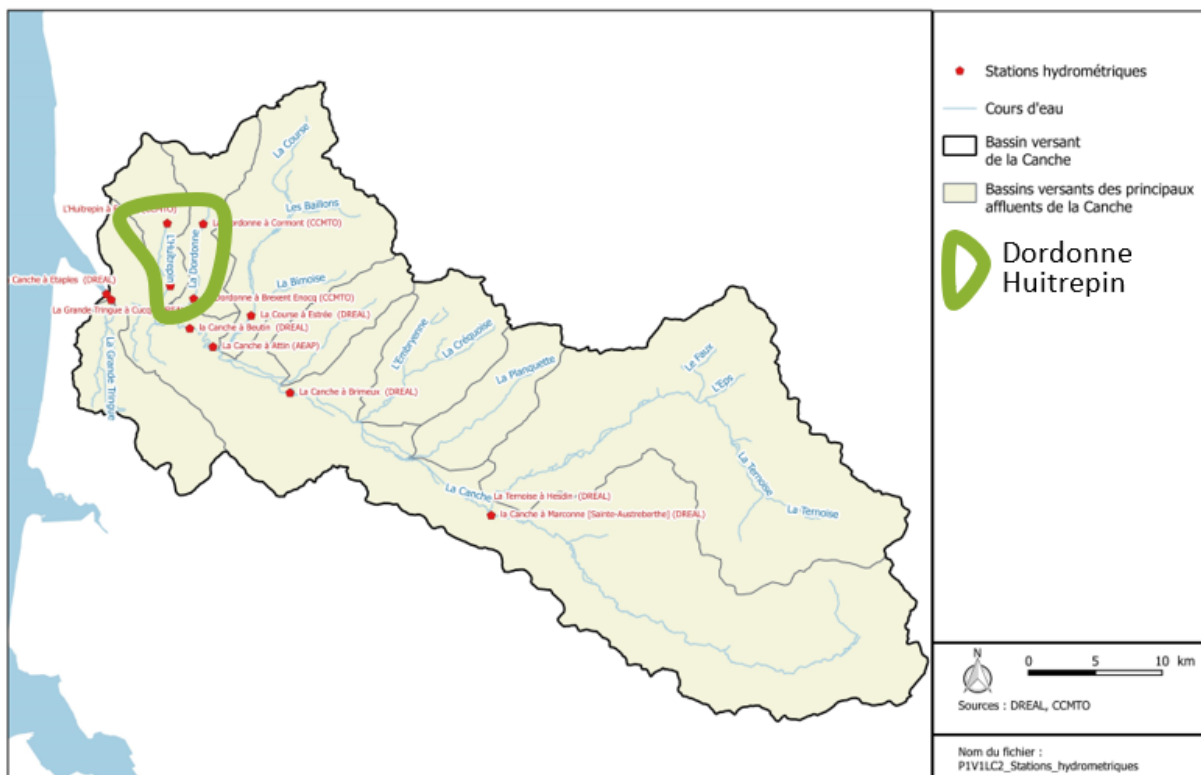 La Course
Les Baillons
L'Huitrepin à
CCMTO)
Dordonne à Cormont (CCMTO)
L'Huitrepin
La Dordonne
La Bimoise
Canche à Etaples (DREAL)
Dordonne à Brexent Enocq (CCMTO)
La Grande-Tringue à Cucq
La Course à Estrée (DREAL)
la Canche à Beutin (DREAL)
La Canche à Attin (AEAP)
La Grande Tringue
L'Embryenne
La Créquoise
La Planquette
La Canche à Brimeux (DREAL)
Le Faux
L'Eps
La Ternoise
La Ternoise
La Canche
La Ternoise à Hesdin (DREAL)
la Canche à Marconne [Sainte-Austreberthe] (DREAL)
Stations hydrométriques
Cours d'eau
Bassin versant
de la Canche
Bassins versants des principaux
affluents de la Canche
Dordonne
Huitrepin
N
0 5 10 km
Sources : DREAL, CCMTO
Nom du fichier :
P1V1LC2_Stations_hydrometriques